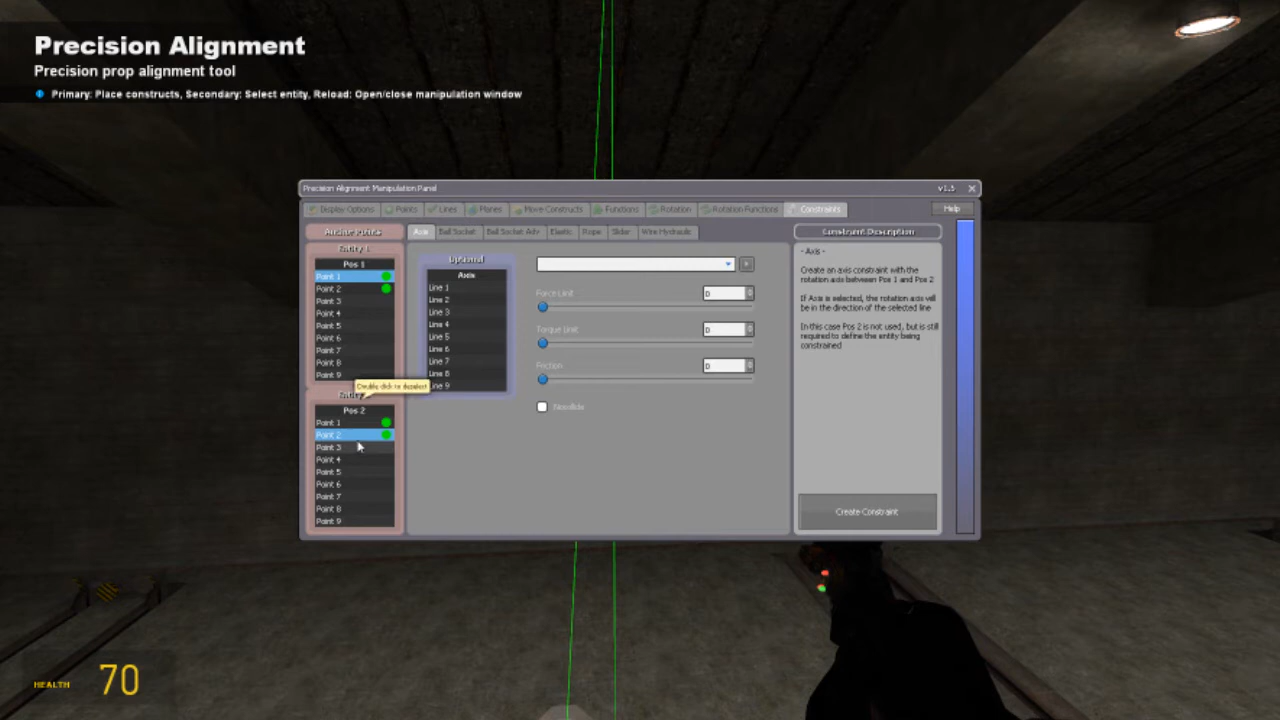 Precision Alignment
Precision prop alignment tool
Primary: Place constructs, Secondary: Select entity, Reload: Open/close manipulation window
Precision Alignment Manipulation Panel
v1.5
Display Options
Points
Lines
Planes
Move Constructs
Functions
Rotation
Rotation Functions
Constraints
Help
Anchor Points
Axis
Ball Socket
Ball Socket Adv
Elastic
Rope
Slider
Wire Hydraulic
Constraint Description
Entity 1
Pos 1
Point 1
Point 2
Point 3
Point 4
Point 5
Point 6
Point 7
Point 8
Point 9
Double click to deselect
Entity
Pos 2
Point 1
Point 2
Point 3
Point 4
Point 5
Point 6
Point 7
Point 8
Point 9
Optional
Axis
Line 1
Line 2
Line 3
Line 4
Line 5
Line 6
Line 7
Line 8
Line 9
Force Limit
0
Torque Limit
0
Friction
0
Nocollide
- Axis -
Create an axis constraint with the
rotation axis between Pos 1 and Pos 2
If Axis is selected, the rotation axis will
be in the direction of the selected line
In this case Pos 2 is not used, but is still
required to define the entity being
constrained
Create Constraint
HEALTH 70